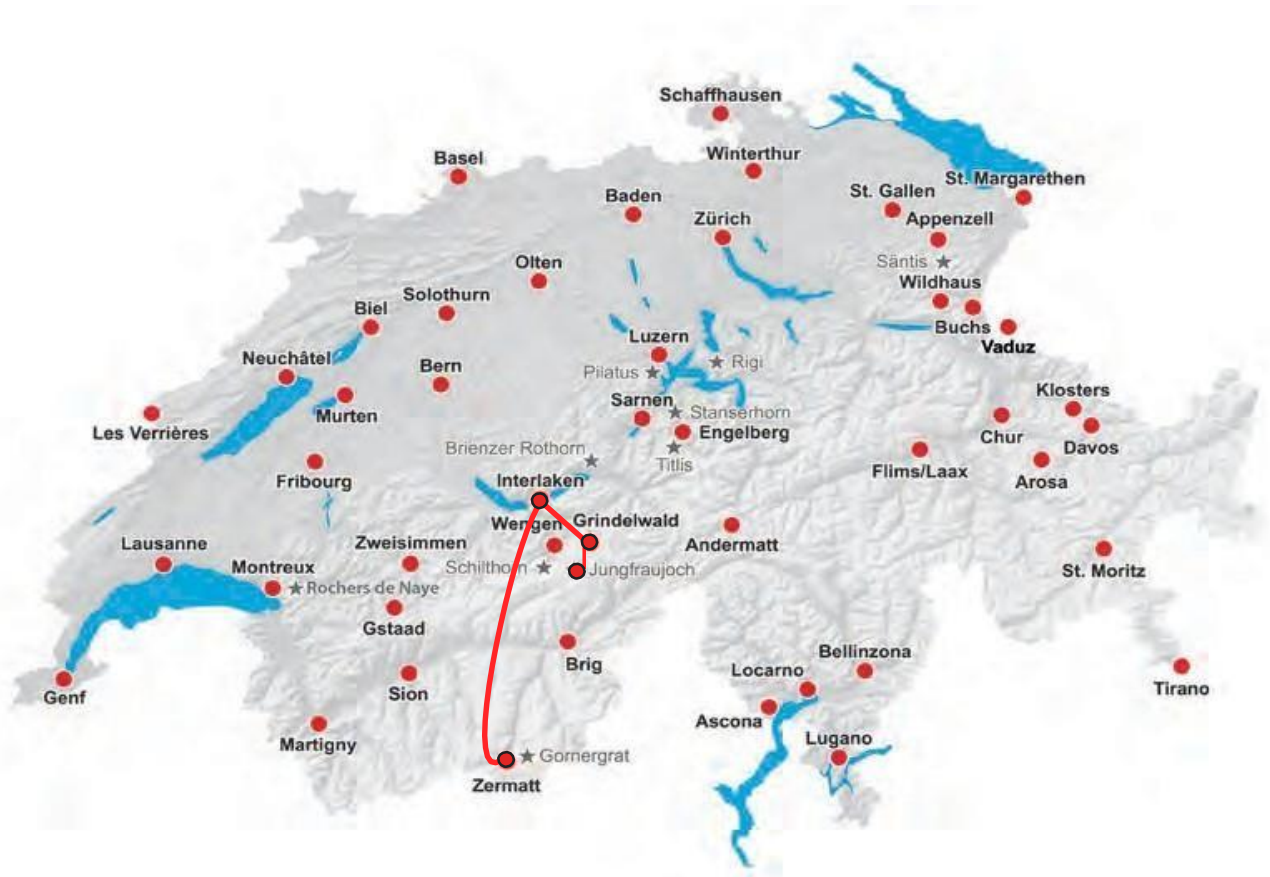 Schaffhausen
Basel
Winterthur
St. Gallen
St. Margarethen
Baden
Zürich
Appenzell
Säntis
Olten
Wildhaus
Solothurn
Biel
Buchs
Luzern
Vaduz
Neuchâtel
Bern
Pilatus
Rigi
Klosters
Sarnen
Murten
Stanserhorn
Les Verrières
Engelberg
Chur
Davos
Brienzer Rothorn
Titlis
Flims/Laax
Fribourg
Interlaken
Arosa
Wengen
Grindelwald
Lausanne
Zweisimmen
Andermatt
Montreux
Schilthorn
Jungfraujoch
St. Moritz
Rochers de Naye
Gstaad
Bellinzona
Brig
Locarno
Genf
Sion
Tirano
Ascona
Martigny
Lugano
Gornergrat
Zermatt